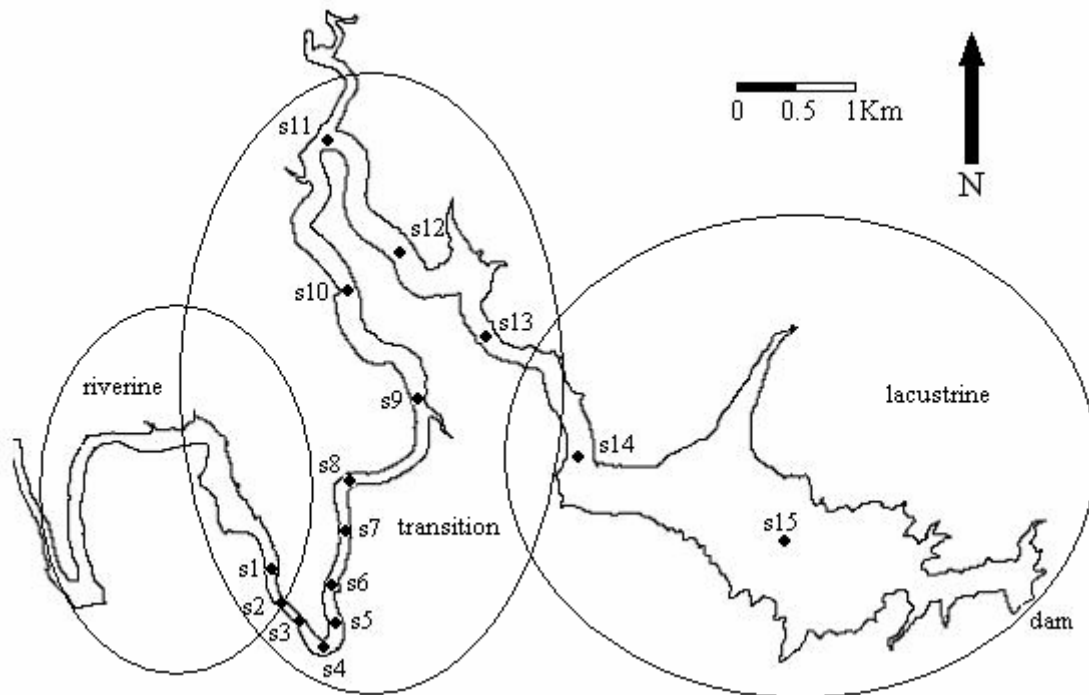 s11
0 0.5 1Km
N
s12
s10
s13
riverine
lacustrine
s9
s14
s8
s7
transition
s15
s1
s6
s2
s3
s5
s4
dam